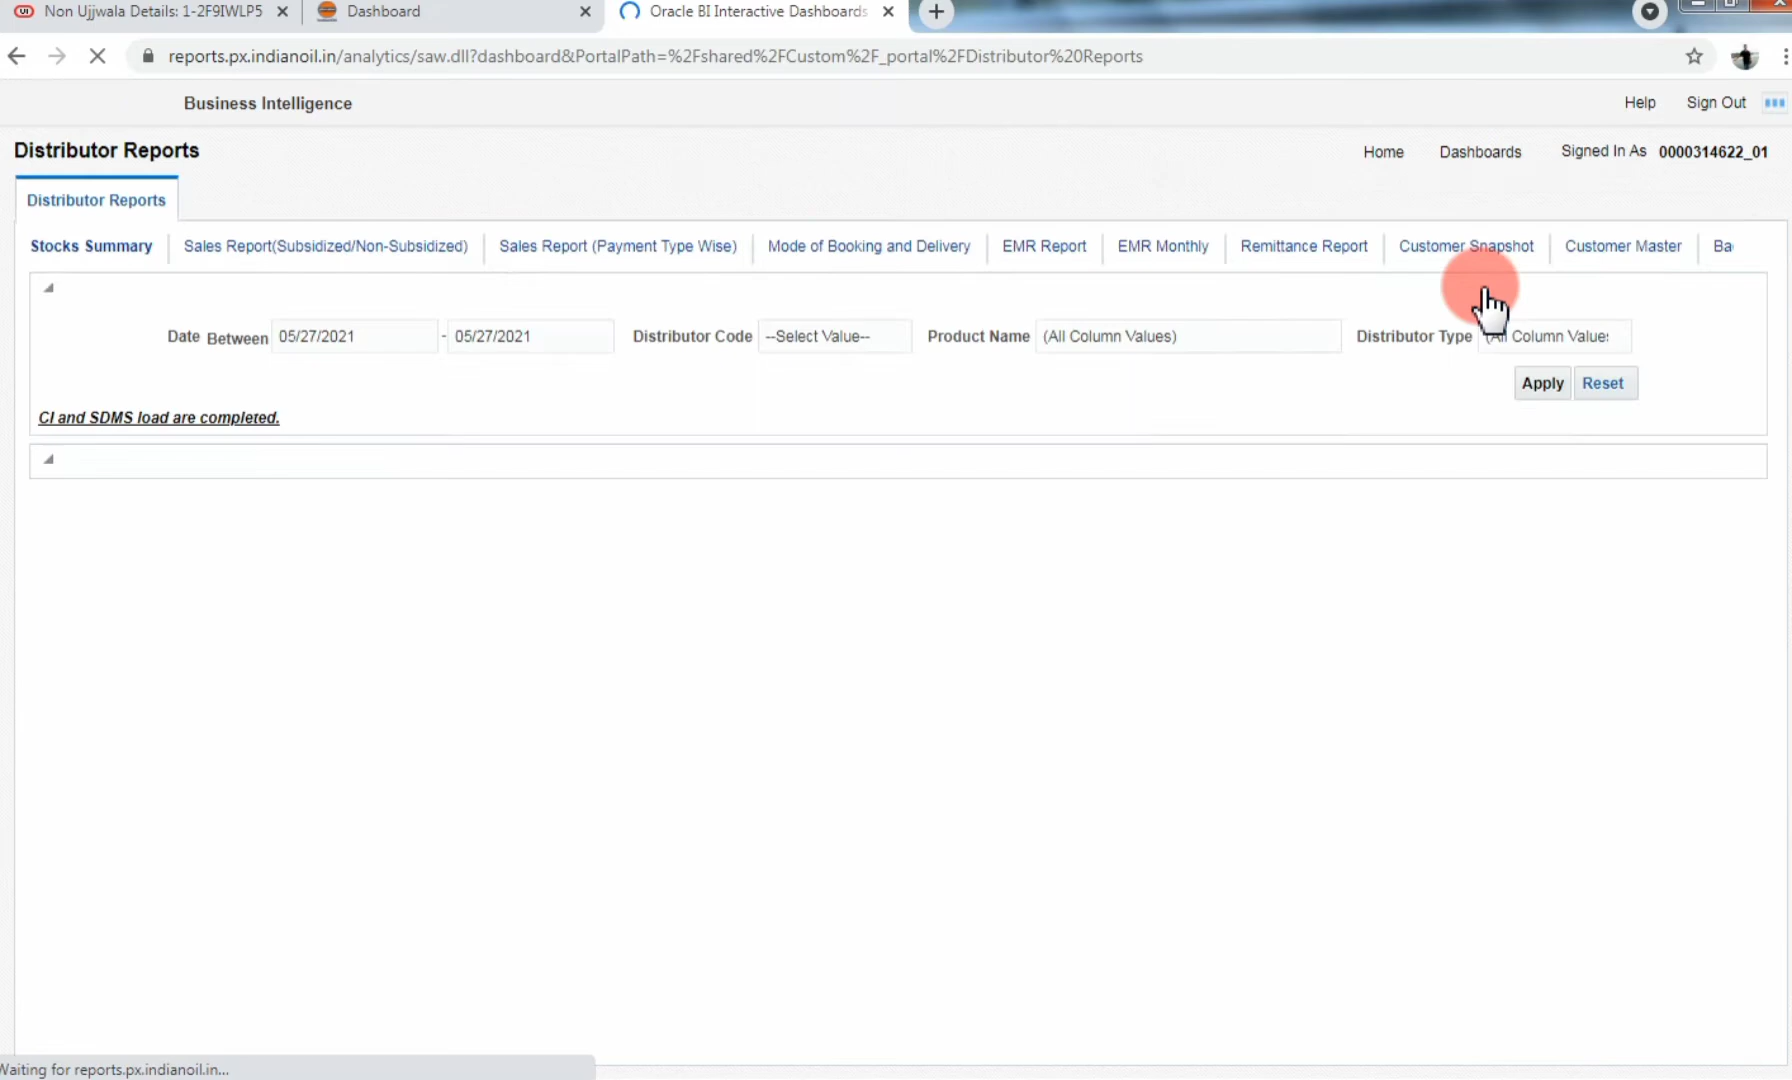 Non Ujjwala Details: 1-2F9IWLP5
Dashboard
Oracle BI Interactive Dashboards
reports.px.indianoil.in/analytics/saw.dll?dashboard&PortalPath=%2Fshared%2FCustom%2F_portal%2FDistributor%20Reports
Business Intelligence
Help Sign Out
Distributor Reports
Home Dashboards Signed In As 0000314622_01
Distributor Reports
Stocks Summary Sales Report(Subsidized/Non-Subsidized) Sales Report (Payment Type Wise) Mode of Booking and Delivery EMR Report EMR Monthly Remittance Report Customer Snapshot Customer Master Ba
Date Between 05/27/2021 - 05/27/2021 Distributor Code --Select Value-- Product Name (All Column Values) Distributor Type (All Column Value
Apply Reset
CI and SDMS load are completed.
Waiting for reports.px.indianoil.in...